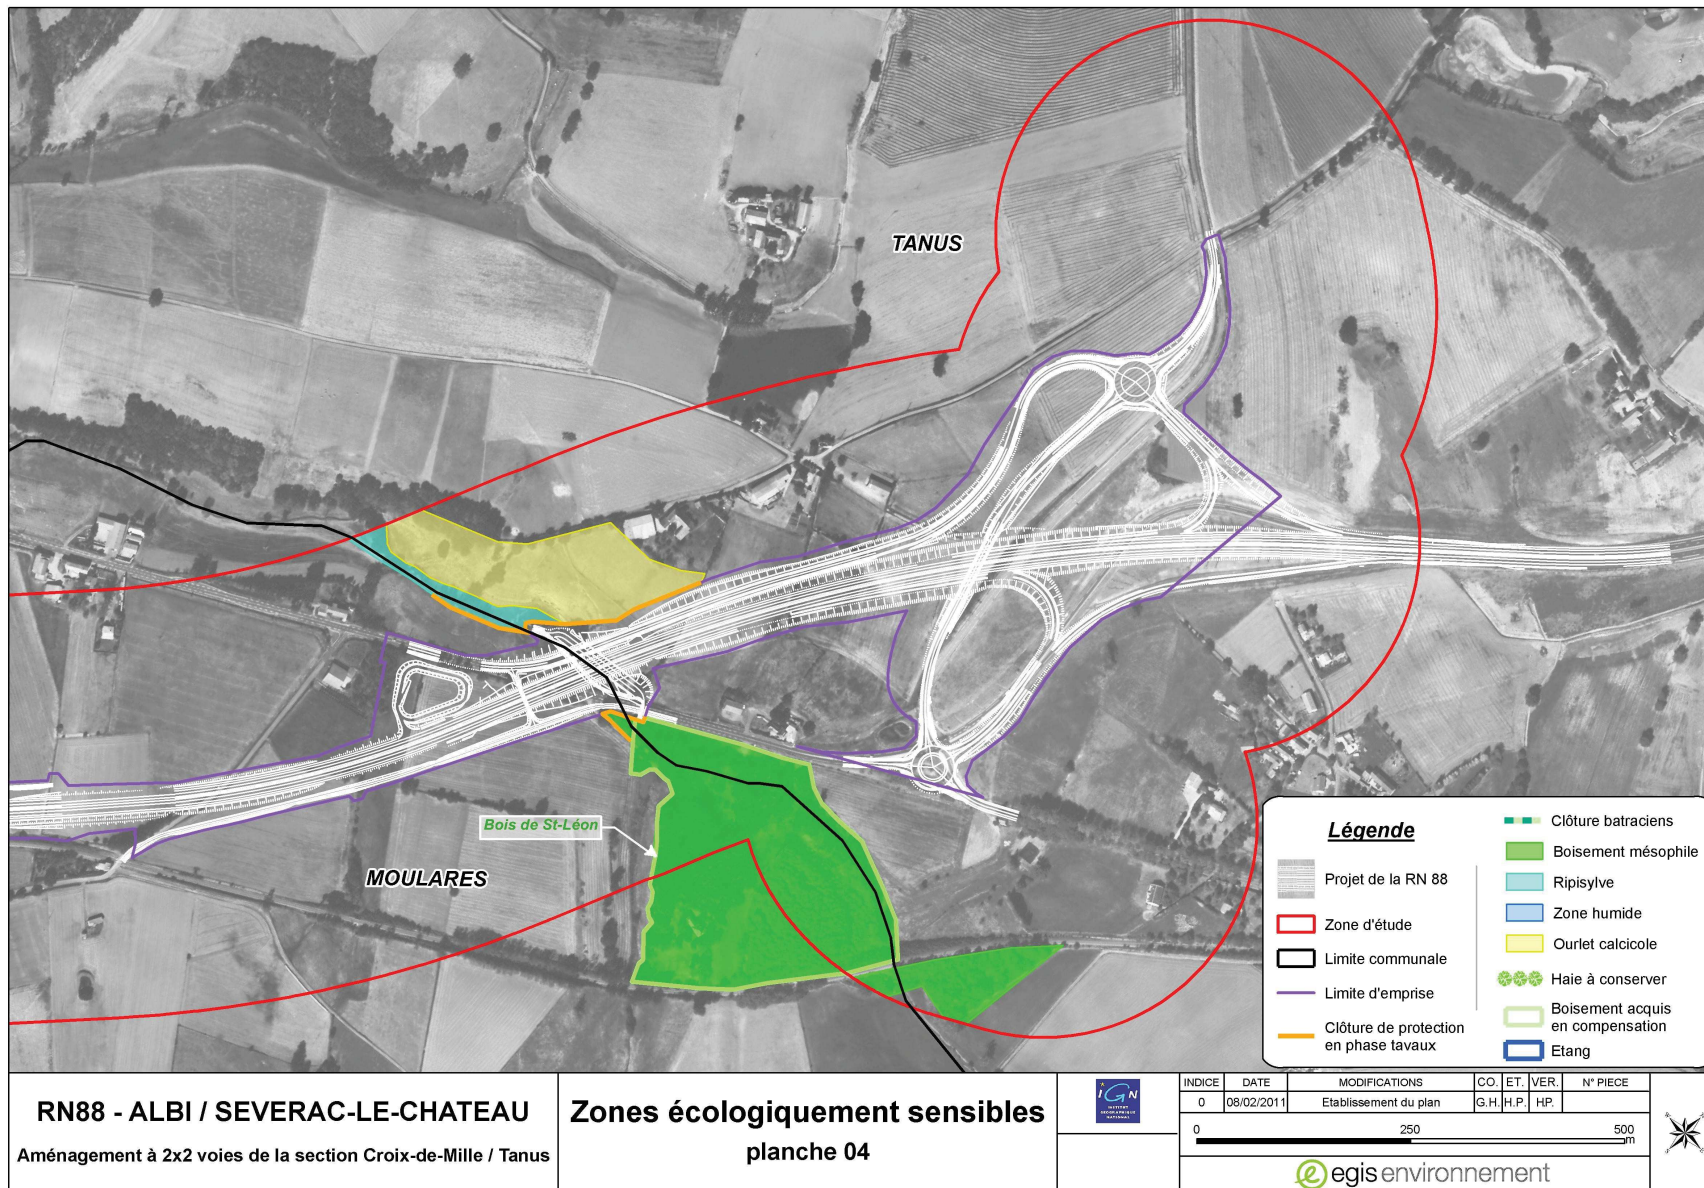 TANUS
Bois de St-Léon
MOULARES
Légende
Projet de la RN 88
Zone d'étude
Limite communale
Limite d'emprise
Clôture de protection
en phase tavaux
Clôture batraciens
Boisement mésophile
Ripisylve
Zone humide
Ourlet calcicole
Haie à conserver
Boisement acquis
en compensation
Etang
RN88 - ALBI / SEVERAC-LE-CHATEAU
Aménagement à 2x2 voies de la section Croix-de-Mille / Tanus
Zones écologiquement sensibles
planche 04
IGN
INSTITUT
GEOGRAPHIQUE
NATIONAL
INDICE DATE MODIFICATIONS CO. ET. VER. N° PIECE
0 08/02/2011 Etablissement du plan G.H. H.P. HP.
0 250 500
m
egis environnement